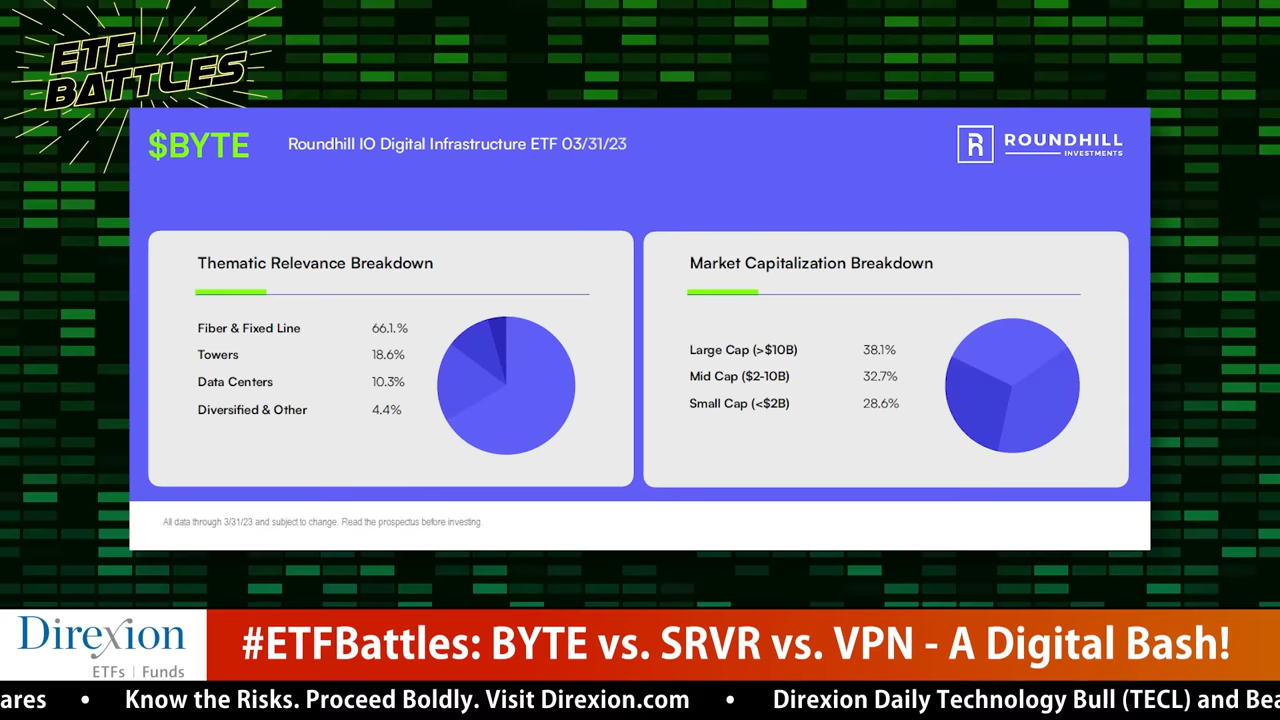 ETF
BATTLES
$BYTE
Roundhill IO Digital Infrastructure ETF 03/31/23
ROUNDHILL
INVESTMENTS
Thematic Relevance Breakdown
Fiber & Fixed Line 66.1.%
Towers 18.6%
Data Centers 10.3%
Diversified & Other 4.4%
Market Capitalization Breakdown
Large Cap (>$10B) 38.1%
Mid Cap ($2-10B) 32.7%
Small Cap (<$2B) 28.6%
All data through 3/31/23 and subject to change. Read the prospectus before investing.
Direxion
ETFs | Funds
#ETFBattles: BYTE vs. SRVR vs. VPN - A Digital Bash!
ares • Know the Risks. Proceed Boldly. Visit Direxion.com • Direxion Daily Technology Bull (TECL) and Bea